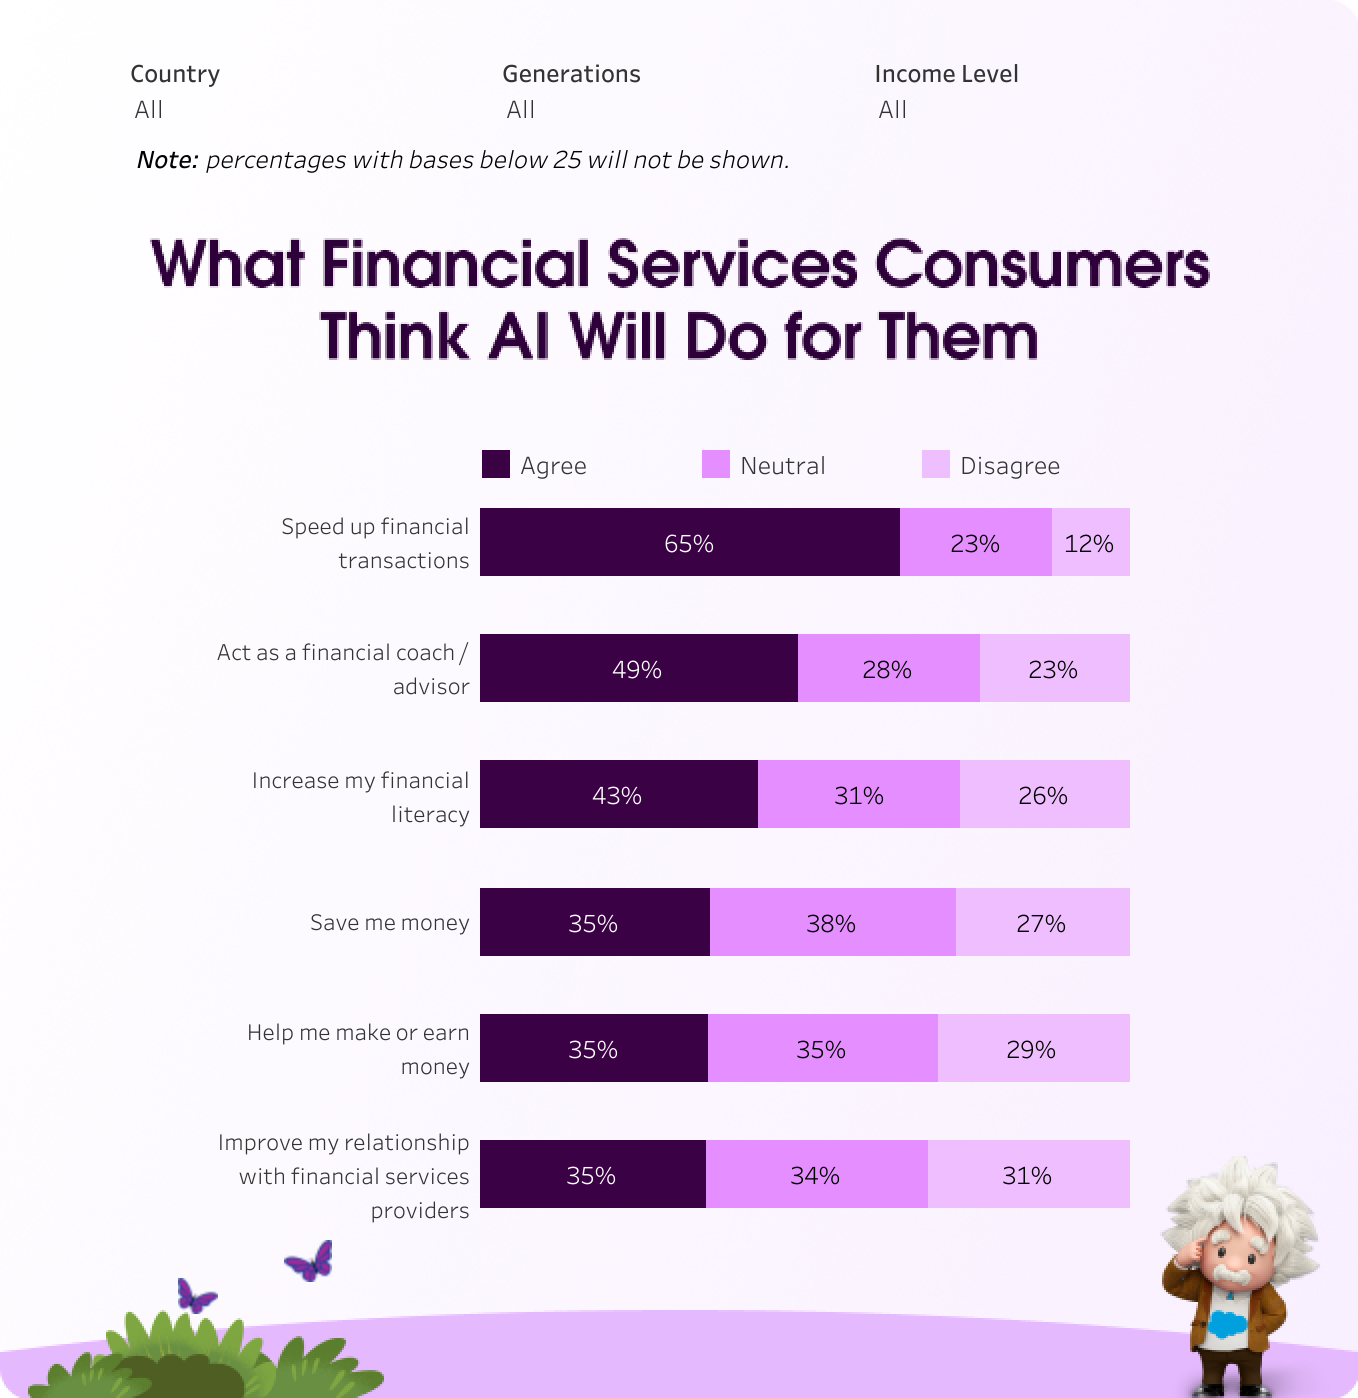 Country
Generations
Income Level
All
All
All
Note: percentages with bases below 25 will not be shown.
What Financial Services Consumers
Think AI Will Do for Them
Agree
Neutral
Disagree
Speed up financial
transactions
65%
23%
12%
Act as a financial coach /
advisor
49%
28%
23%
Increase my financial
literacy
43%
31%
26%
Save me money
35%
38%
27%
Help me make or earn
money
35%
35%
29%
Improve my relationship
with financial services
providers
35%
34%
31%